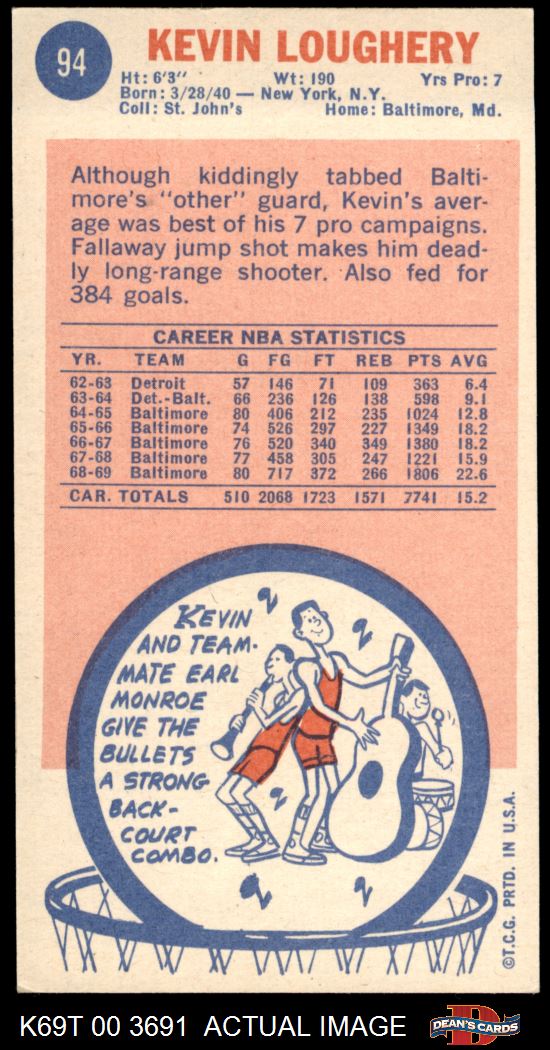 94
KEVIN LOUGHERY
Ht: 6'3" Wt: 190 Yrs Pro: 7
Born: 3/28/40 — New York, N.Y.
Coll: St. John's Home: Baltimore, Md.
Although kiddingly tabbed Balti-
more's "other" guard, Kevin's aver-
age was best of his 7 pro campaigns.
Fallaway jump shot makes him dead-
ly long-range shooter. Also fed for
384 goals.
CAREER NBA STATISTICS
YR. TEAM G FG FT REB PTS AVG
62-63 Detroit 57 146 71 109 363 6.4
63-64 Det.-Balt. 66 236 126 138 598 9.1
64-65 Baltimore 80 406 212 235 1024 12.8
65-66 Baltimore 74 526 297 227 1349 18.2
66-67 Baltimore 76 520 340 349 1380 18.2
67-68 Baltimore 77 458 305 247 1221 15.9
68-69 Baltimore 80 717 372 266 1806 22.6
CAR. TOTALS 510 2068 1723 1571 7741 15.2
KEVIN
AND TEAM-
MATE EARL
MONROE
GIVE THE
BULLETS
A STRONG
BACK-
COURT
COMBO.
©T.C.G. PRTD. IN U.S.A.
K69T 00 3691 ACTUAL IMAGE
D
DEAN'S CARDS